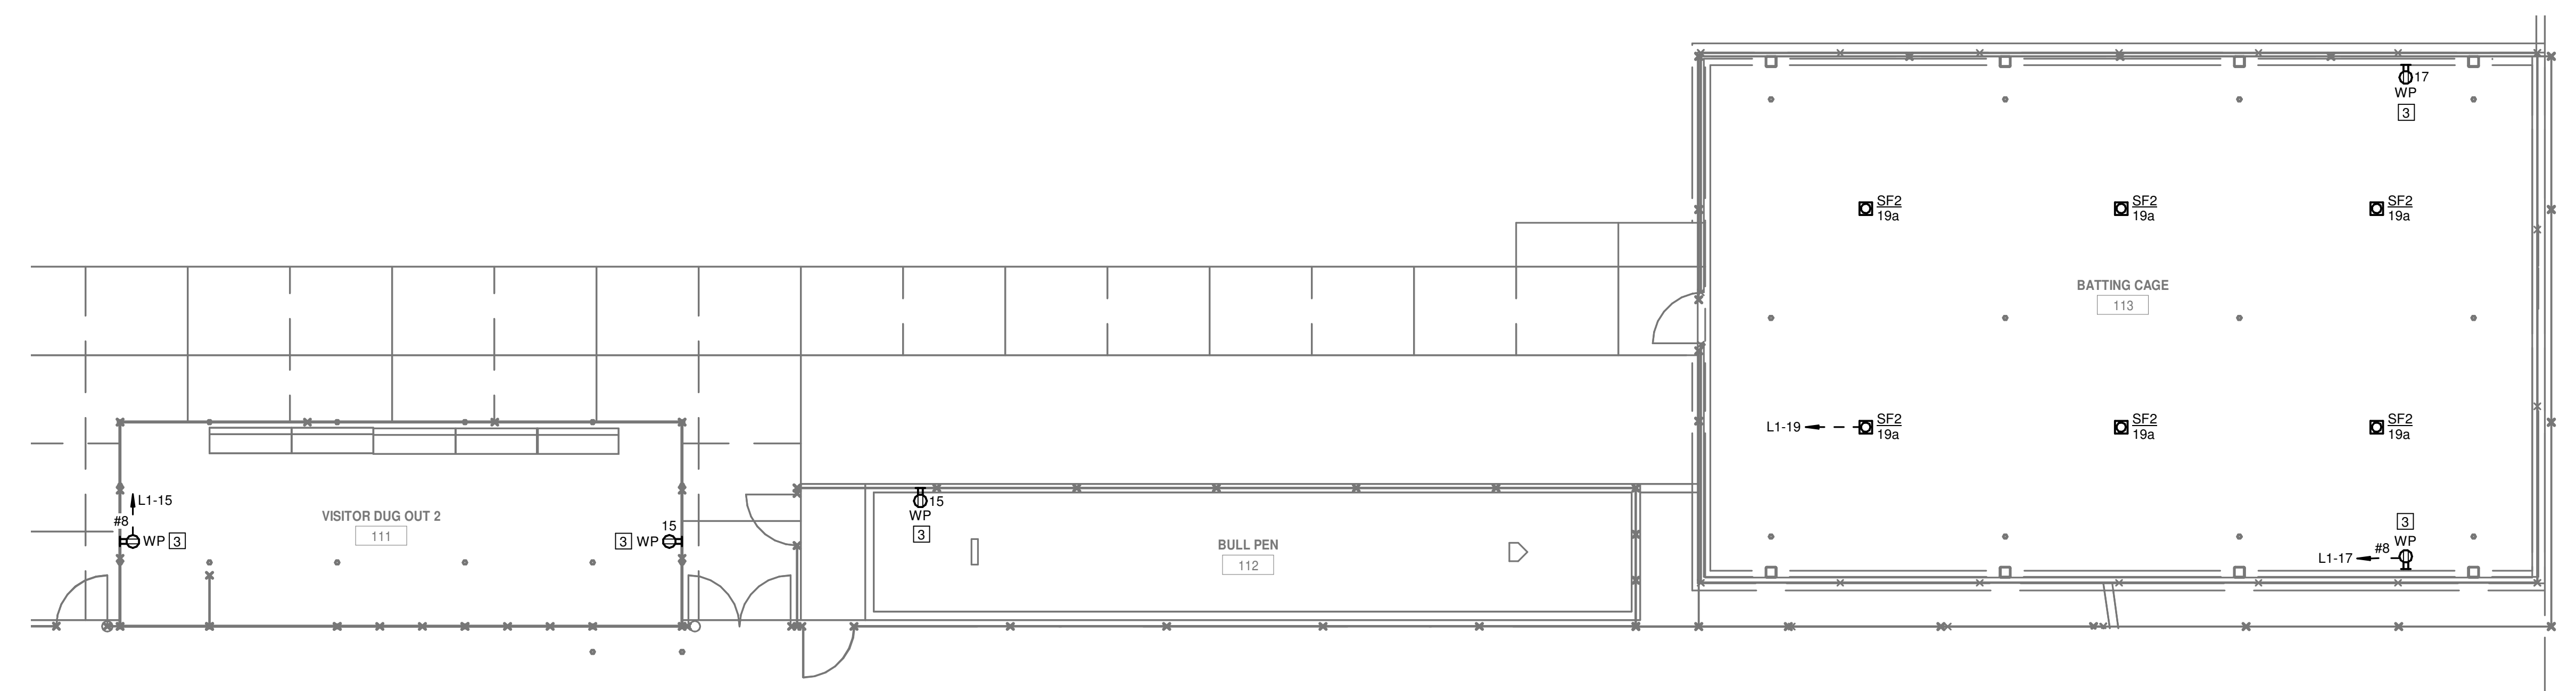 17
WP
3
SF2
19a
SF2
19a
SF2
19a
BATTING CAGE
113
L1-19
SF2
19a
SF2
19a
SF2
19a
L1-15
#8
WP 3
VISITOR DUG OUT 2
111
15
3 WP
15
WP
3
BULL PEN
112
3
WP
#8
L1-17